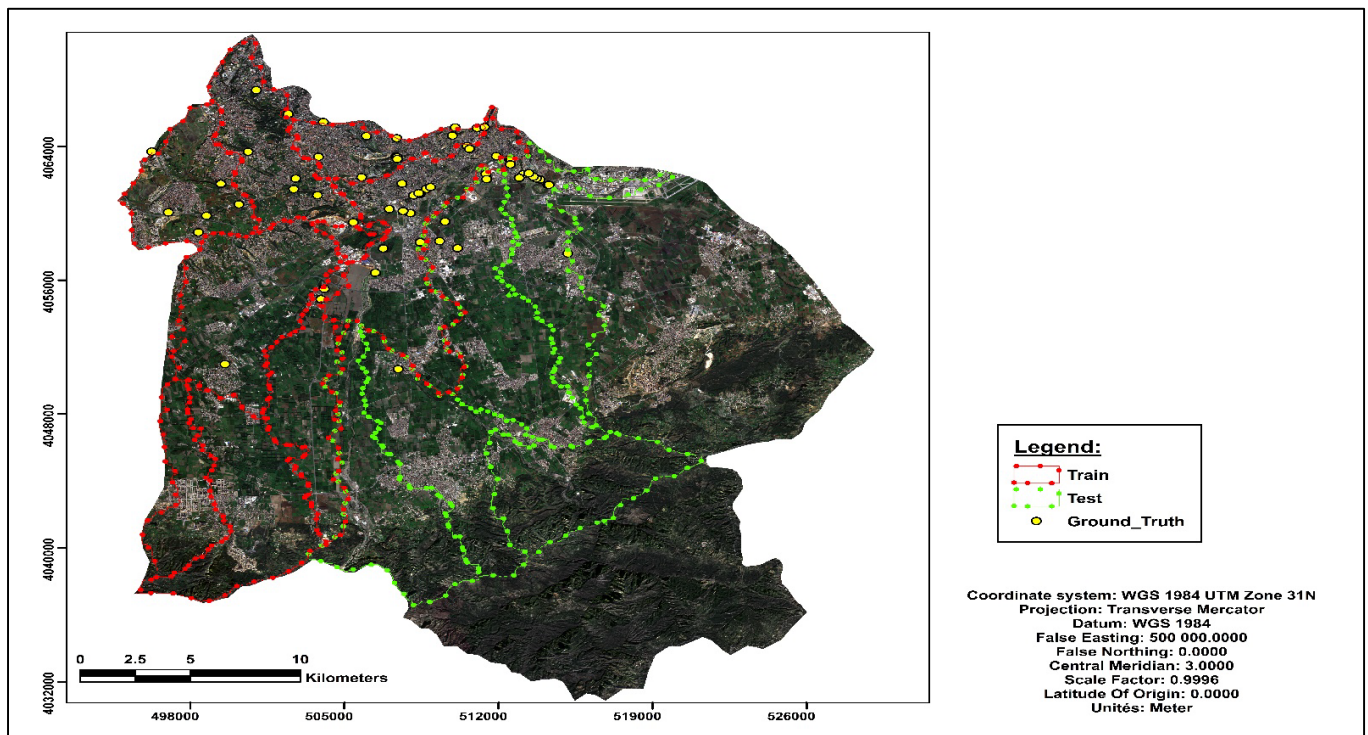 4064000
4056000
4048000
4040000
4032000
498000 505000 512000 519000 526000
0 2.5 5 10
Kilometers
Legend:
Train
Test
Ground_Truth
Coordinate system: WGS 1984 UTM Zone 31N
Projection: Transverse Mercator
Datum: WGS 1984
False Easting: 500 000.0000
False Northing: 0.0000
Central Meridian: 3.0000
Scale Factor: 0.9996
Latitude Of Origin: 0.0000
Unités: Meter